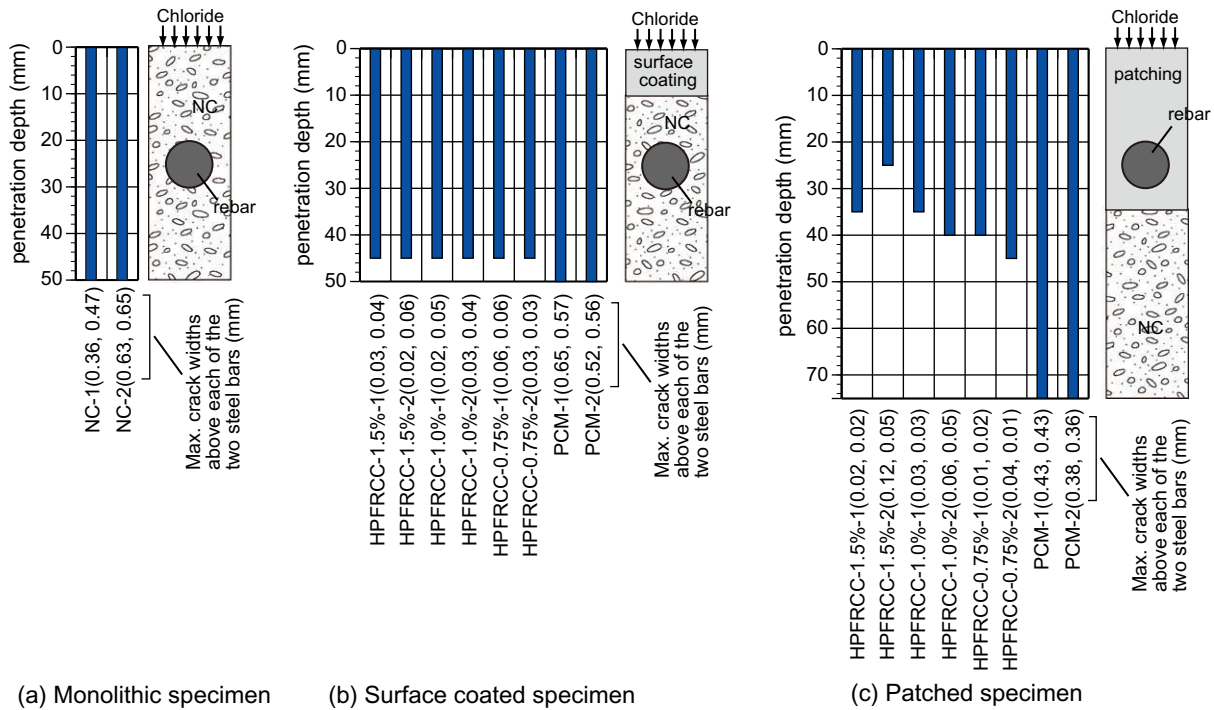 Chloride
0
10
20
30
40
50
penetration depth (mm)
NC
rebar
NC-1(0.36, 0.47)
NC-2(0.63, 0.65)
Max. crack widths
above each of the
two steel bars (mm)
(a) Monolithic specimen
Chloride
0
10
20
30
40
50
penetration depth (mm)
surface
coating
NC
rebar
HPFRCC-1.5%-1(0.03, 0.04)
HPFRCC-1.5%-2(0.02, 0.06)
HPFRCC-1.0%-1(0.02, 0.05)
HPFRCC-1.0%-2(0.03, 0.04)
HPFRCC-0.75%-1(0.06, 0.06)
HPFRCC-0.75%-2(0.03, 0.03)
PCM-1(0.65, 0.57)
PCM-2(0.52, 0.56)
Max. crack widths
above each of the
two steel bars (mm)
(b) Surface coated specimen
Chloride
0
10
20
30
40
50
60
70
penetration depth (mm)
patching
rebar
NC
HPFRCC-1.5%-1(0.02, 0.02)
HPFRCC-1.5%-2(0.12, 0.05)
HPFRCC-1.0%-1(0.03, 0.03)
HPFRCC-1.0%-2(0.06, 0.05)
HPFRCC-0.75%-1(0.01, 0.02)
HPFRCC-0.75%-2(0.04, 0.01)
PCM-1(0.43, 0.43)
PCM-2(0.38, 0.36)
Max. crack widths
above each of the
two steel bars (mm)
(c) Patched specimen